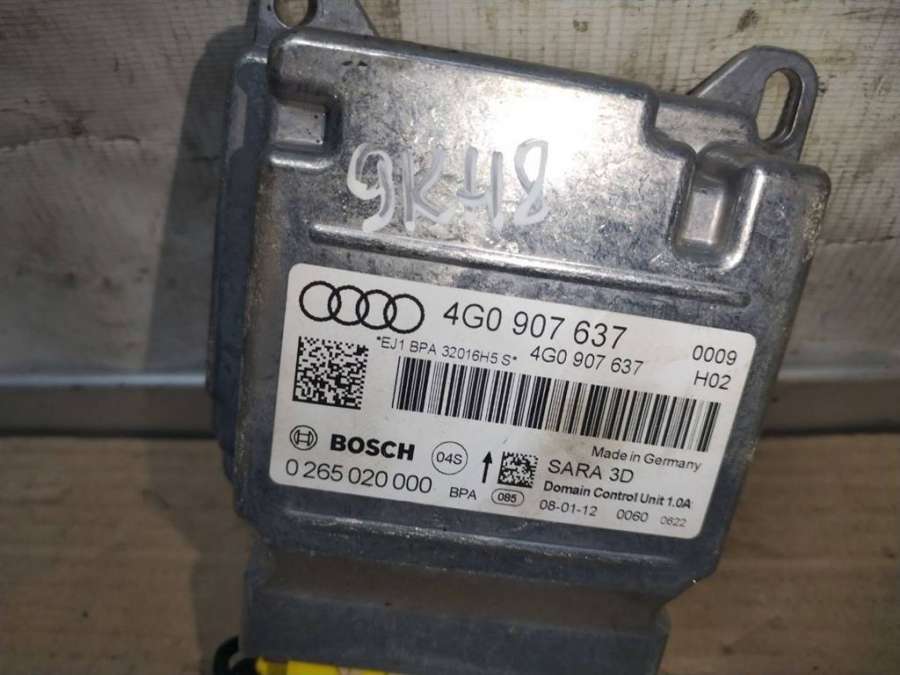 9K48
4G0 907 637
0009
*EJ1 BPA 32016H5 S* 4G0 907 637
H02
Made in Germany
BOSCH
04S
SARA 3D
0 265 020 000
BPA
085
Domain Control Unit 1.0A
08-01-12 0060 0622